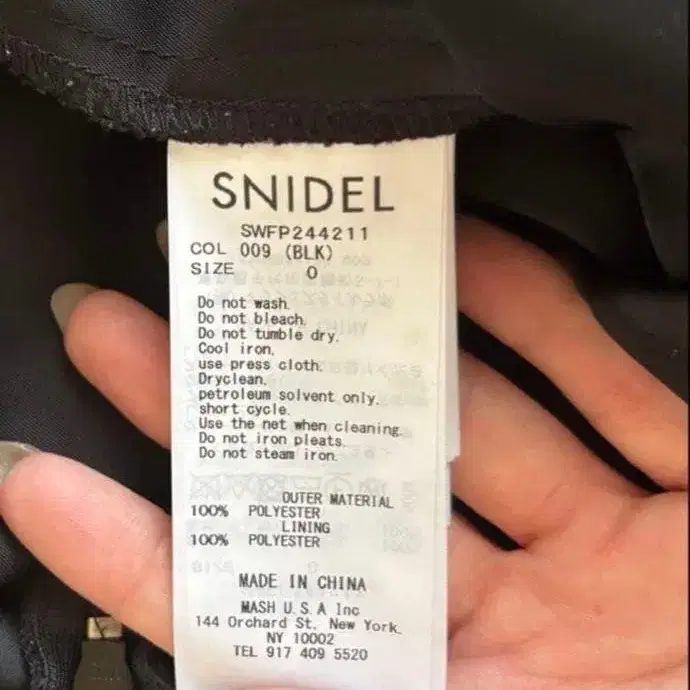 SNIDEL
SWFP244211
COL 009 (BLK)
SIZE 0
Do not wash.
Do not bleach.
Do not tumble dry.
Cool iron.
use press cloth.
Dryclean.
petroleum solvent only.
short cycle.
Use the net when cleaning.
Do not iron pleats.
Do not steam iron.
OUTER MATERIAL
100% POLYESTER
LINING
100% POLYESTER
MADE IN CHINA
MASH U.S.A Inc
144 Orchard St. New York.
NY 10002
TEL 917 409 5520